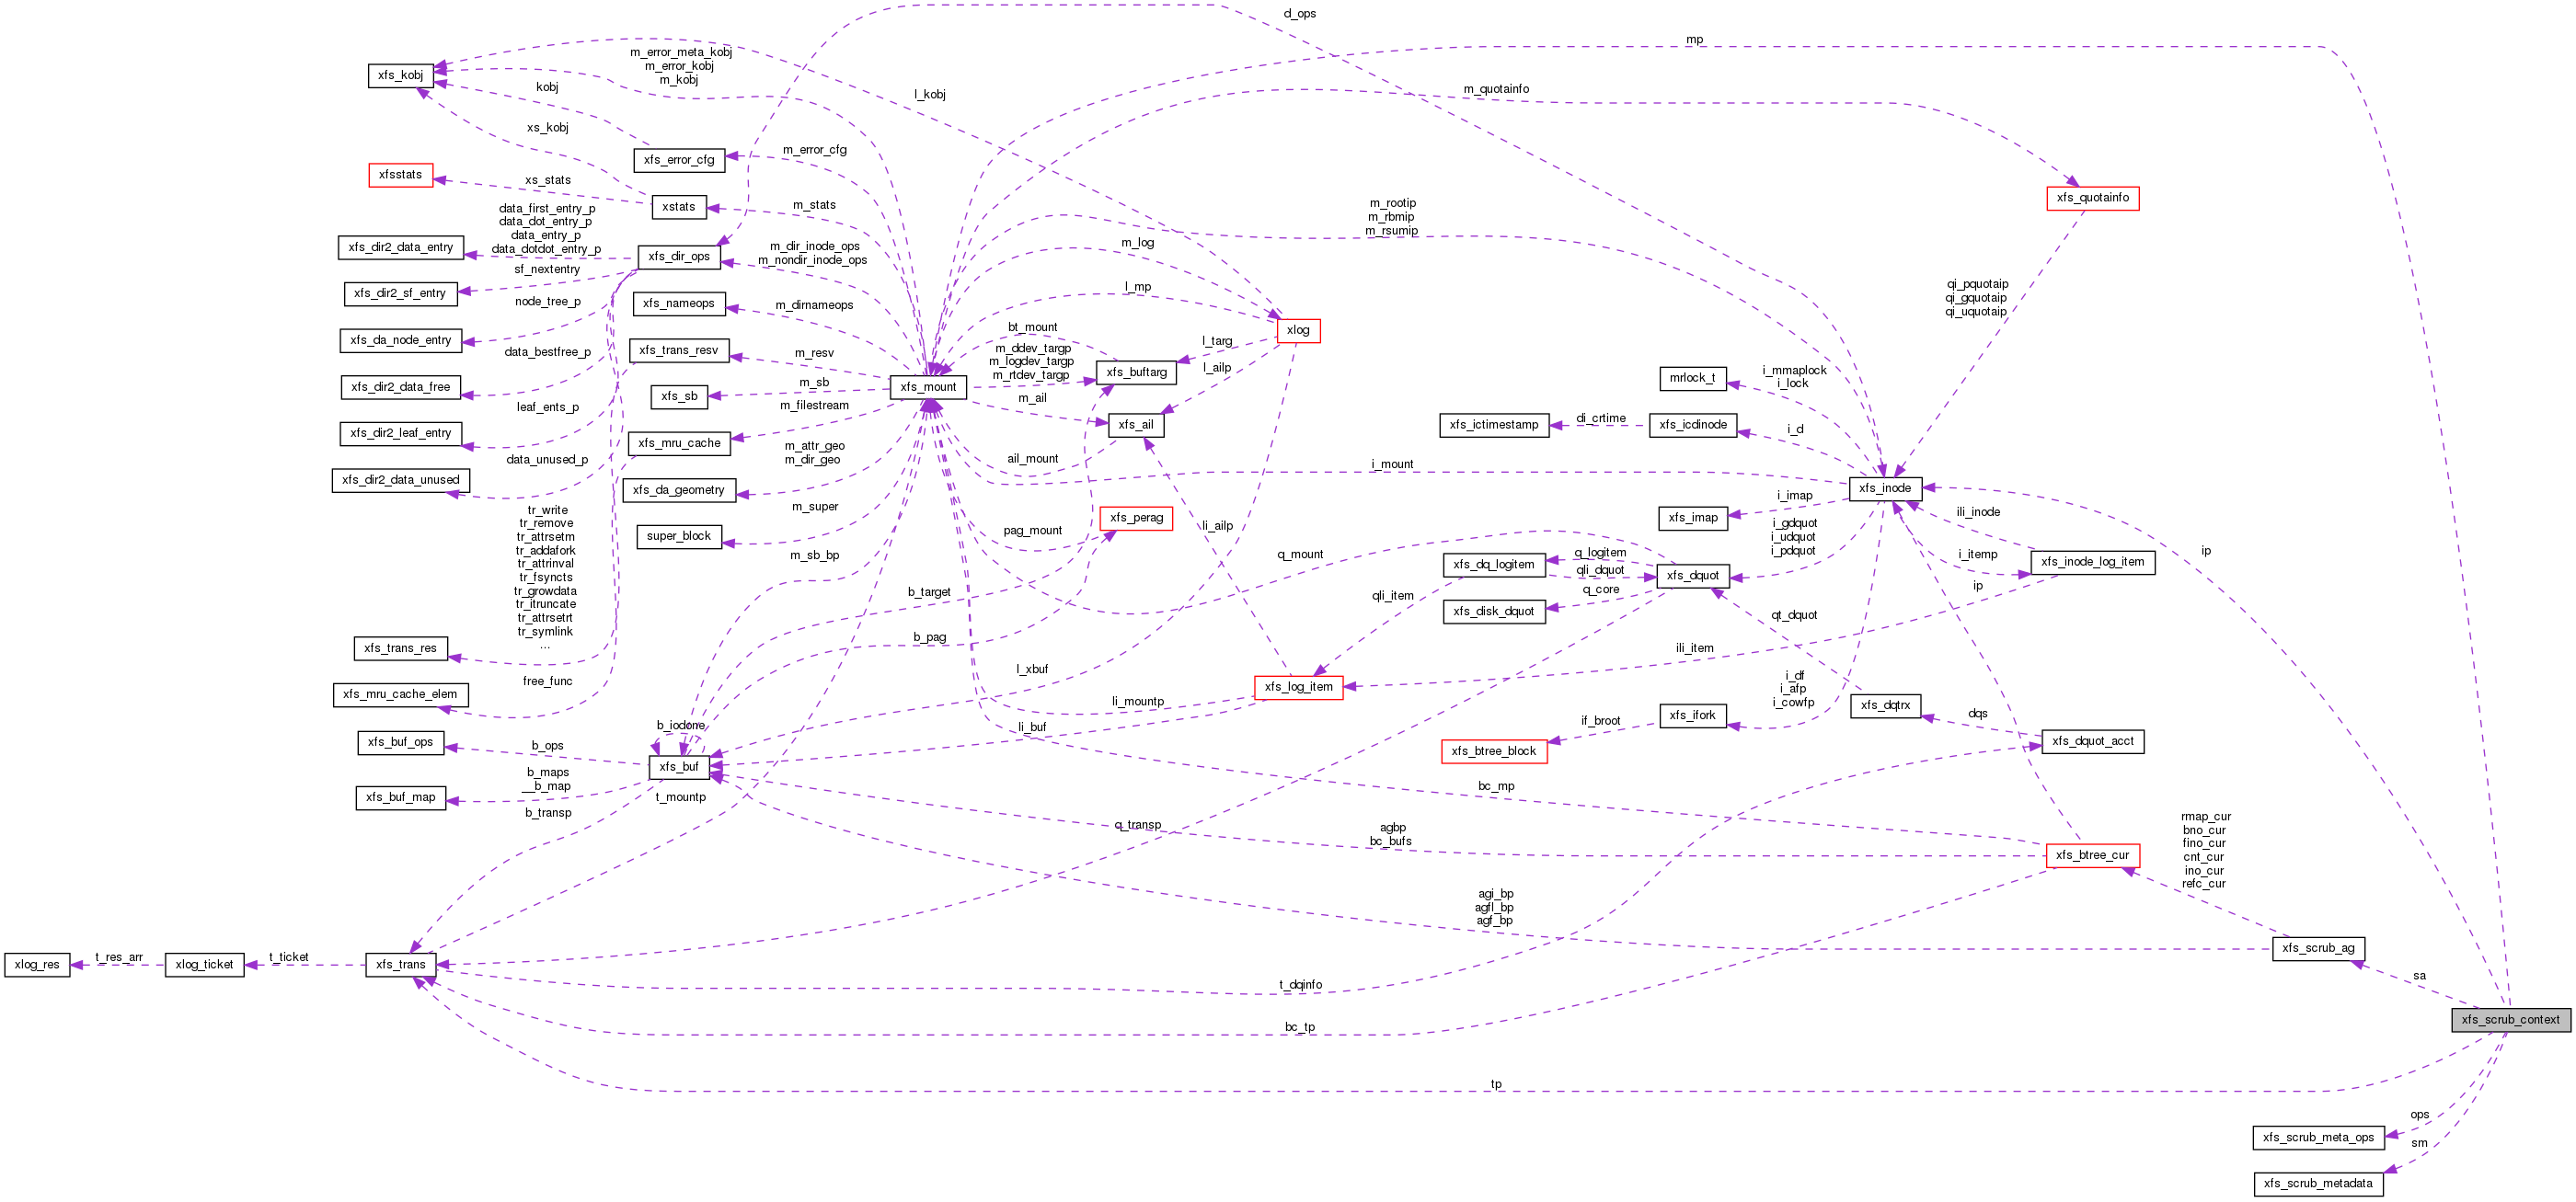 d_ops
mp
m_error_meta_kobj
m_error_kobj
m_kobj
xfs_kobj
kobj
l_kobj
m_quotainfo
xs_kobj
m_error_cfg
xfs_error_cfg
xfsstats
xs_stats
xfs_quotainfo
xstats
m_stats
m_rootip
m_rbmip
m_rsumip
data_first_entry_p
data_dot_entry_p
data_entry_p
data_dotdot_entry_p
xfs_dir2_data_entry
xfs_dir_ops
m_dir_inode_ops
m_nondir_inode_ops
m_log
sf_nextentry
xfs_dir2_sf_entry
l_mp
qi_pquotaip
qi_gquotaip
qi_uquotaip
node_tree_p
xfs_nameops
m_dirnameops
bt_mount
xlog
xfs_da_node_entry
data_bestfree_p
xfs_trans_resv
m_resv
m_ddev_targp
m_logdev_targp
m_rtdev_targp
l_targ
xfs_buftarg
l_ailp
mrlock_t
i_mmaplock
i_lock
xfs_dir2_data_free
xfs_sb
m_sb
xfs_mount
m_ail
leaf_ents_p
m_filestream
xfs_ail
xfs_ictimestamp
di_crtime
xfs_icdinode
i_d
xfs_dir2_leaf_entry
xfs_mru_cache
m_attr_geo
m_dir_geo
ail_mount
i_mount
data_unused_p
xfs_dir2_data_unused
xfs_da_geometry
xfs_inode
i_imap
m_super
xfs_perag
xfs_imap
ili_inode
tr_write
tr_remove
tr_attrsetm
tr_addafork
tr_attrinval
tr_fsyncts
tr_growdata
tr_itruncate
tr_attrsetrt
tr_symlink
...
super_block
pag_mount
li_ailp
i_gdquot
i_udquot
i_pdquot
m_sb_bp
q_mount
q_logitem
xfs_dq_logitem
qli_dquot
xfs_dquot
i_itemp
xfs_inode_log_item
ip
ip
b_target
q_core
qli_item
xfs_disk_dquot
qt_dquot
b_pag
xfs_trans_res
ili_item
l_xbuf
free_func
xfs_mru_cache_elem
xfs_log_item
i_df
i_afp
i_cowfp
li_mountp
xfs_dqtrx
dqs
b_iodone
li_buf
if_broot
xfs_ifork
xfs_buf_ops
b_ops
xfs_btree_block
xfs_dquot_acct
xfs_buf
b_maps
__b_map
xfs_buf_map
bc_mp
t_mountp
b_transp
q_transp
agbp
bc_bufs
rmap_cur
bno_cur
fino_cur
cnt_cur
ino_cur
refc_cur
xfs_btree_cur
agi_bp
agfl_bp
agf_bp
xfs_scrub_ag
xlog_res
t_res_arr
xlog_ticket
t_ticket
xfs_trans
t_dqinfo
sa
bc_tp
xfs_scrub_context
tp
ops
xfs_scrub_meta_ops
sm
xfs_scrub_metadata